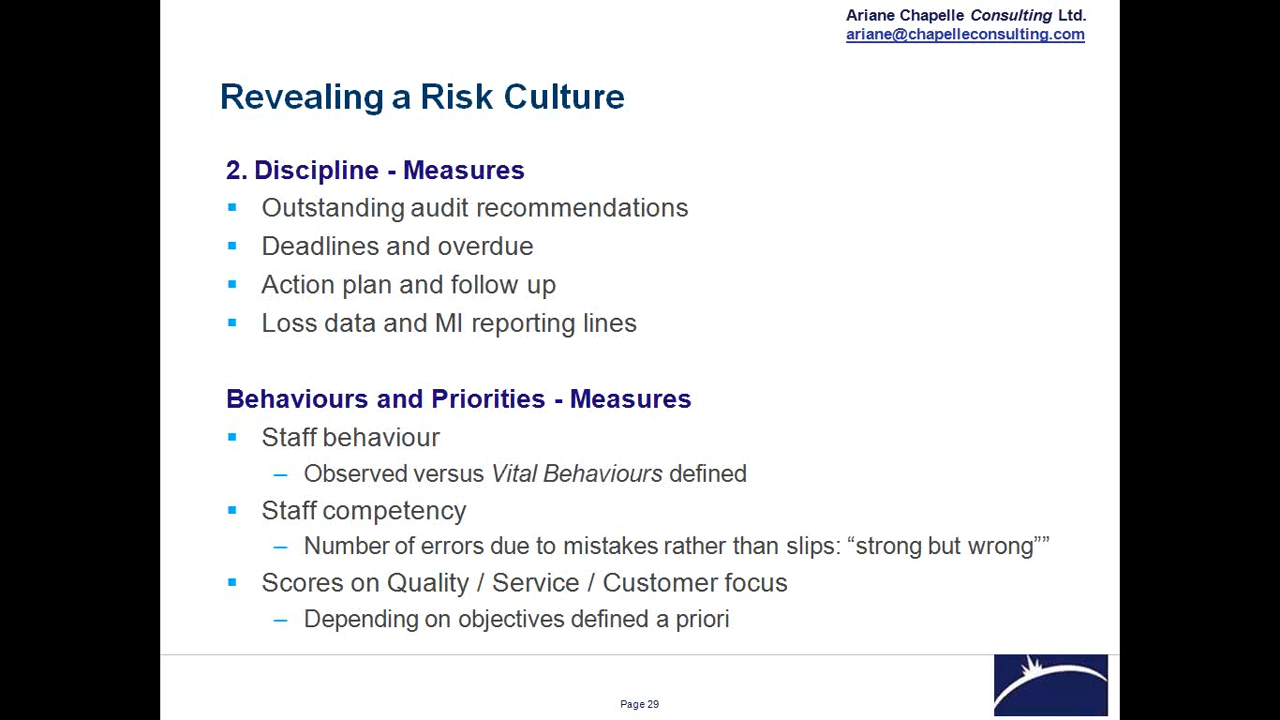 Ariane Chapelle Consulting Ltd.
ariane@chapelleconsulting.com
Revealing a Risk Culture
2. Discipline - Measures
▪ Outstanding audit recommendations
▪ Deadlines and overdue
▪ Action plan and follow up
▪ Loss data and MI reporting lines
Behaviours and Priorities - Measures
▪ Staff behaviour
– Observed versus Vital Behaviours defined
▪ Staff competency
– Number of errors due to mistakes rather than slips: “strong but wrong””
▪ Scores on Quality / Service / Customer focus
– Depending on objectives defined a priori
Page 29